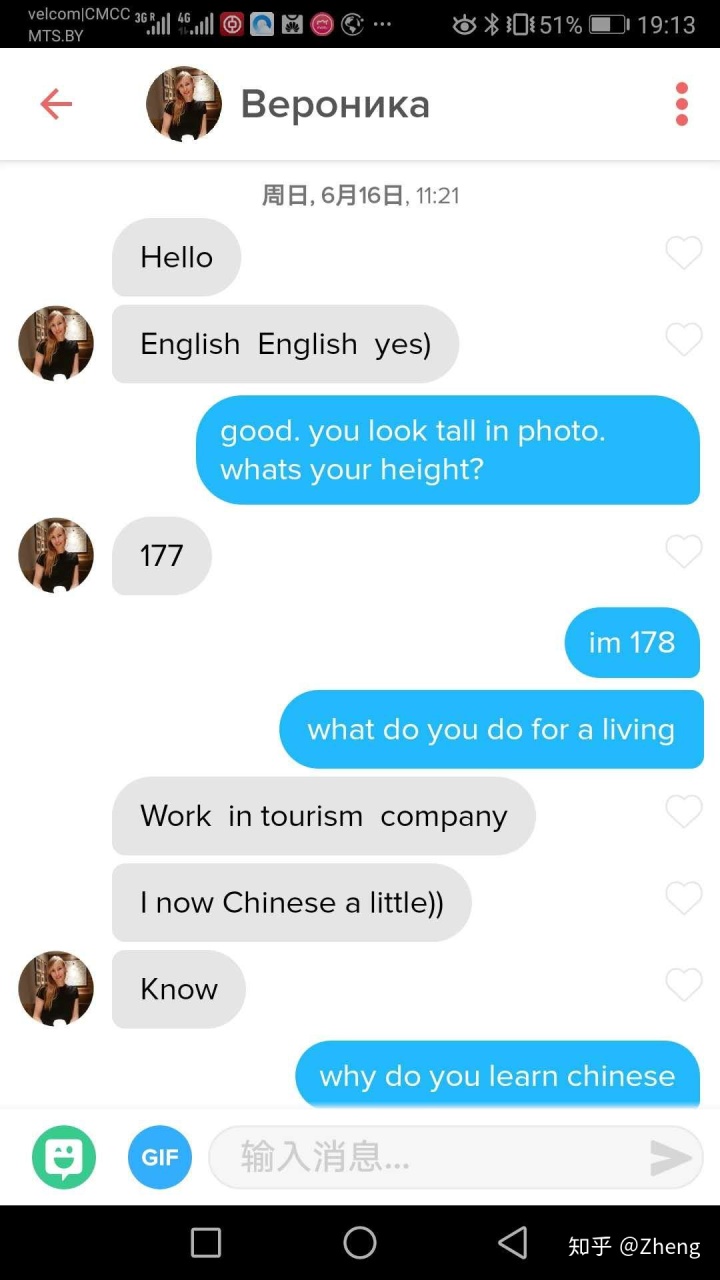 velcom|CMCC 3G R 4G 51% 19:13
MTS.BY
Вероника
周日, 6月16日, 11:21
Hello
English English yes)
good. you look tall in photo.
whats your height?
177
im 178
what do you do for a living
Work in tourism company
I now Chinese a little))
Know
why do you learn chinese
GIF 输入消息...
知乎 @Zheng